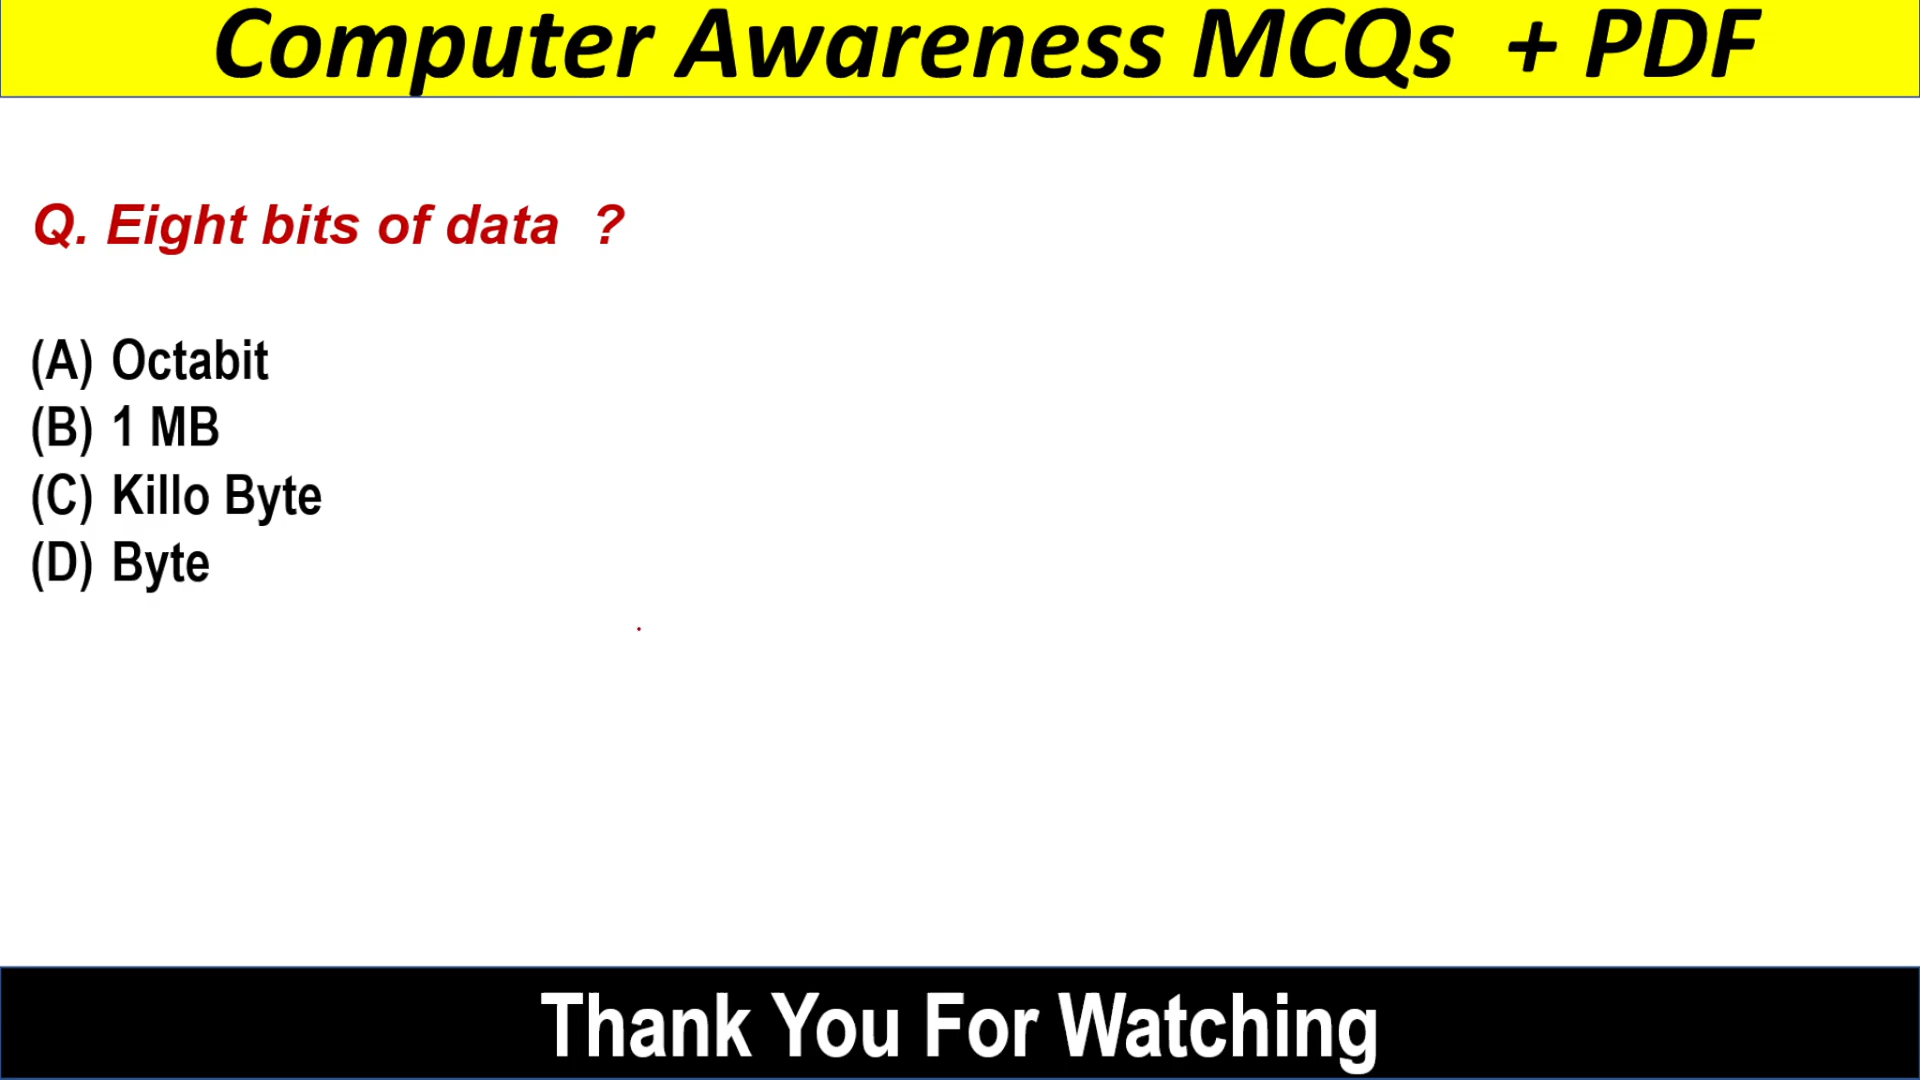 Computer Awareness MCQs + PDF
Q. Eight bits of data ?
(A) Octabit
(B) 1 MB
(C) Killo Byte
(D) Byte
Thank You For Watching